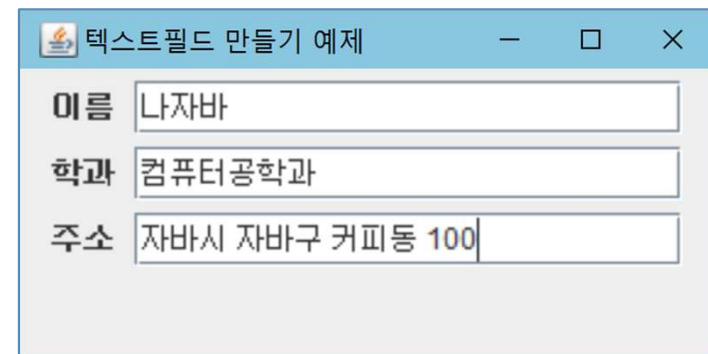 텍스트필드 만들기 예제
이름 나자바
학과 컴퓨터공학과
주소 자바시 자바구 커피동 100